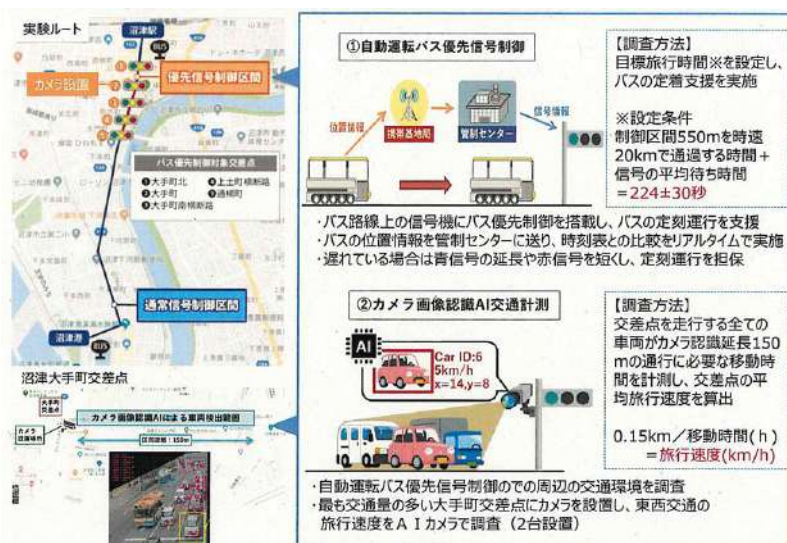 実験ルート
沼津駅
BUS
カメラ設置
優先信号制御区間
バス優先制御対象交差点
❶大手町北
❷大手町
❸大手町南横断路
❹上土町横断路
❺通横町
通常信号制御区間
沼津港
BUS
沼津大手町交差点
大手町
交差点
カメラ
設置場所
カメラ画像認識AIによる車両検出範囲
区間距離:150m
①自動運転バス優先信号制御
位置情報
携帯基地局
管制センター
信号情報
・バス路線上の信号機にバス優先制御を搭載し、バスの定刻運行を支援
・バスの位置情報を管制センターに送り、時刻表との比較をリアルタイムで実施
・遅れている場合は青信号の延長や赤信号を短くし、定刻運行を担保
【調査方法】
目標旅行時間※を設定し、
バスの定着支援を実施
※設定条件
制御区間550mを時速
20kmで通過する時間+
信号の平均待ち時間
=224±30秒
②カメラ画像認識AI交通計測
AI
Car ID:6
5km/h
x=14,y=8
・自動運転バス優先信号制御のでの周辺の交通環境を調査
・最も交通量の多い大手町交差点にカメラを設置し、東西交通の
旅行速度をAIカメラで調査(2台設置)
【調査方法】
交差点を走行する全ての
車両がカメラ認識延長150
mの通行に必要な移動時
間を計測し、交差点の平
均旅行速度を算出
0.15km/移動時間(h)
=旅行速度(km/h)